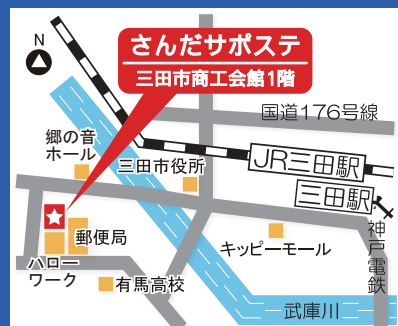 さんだサポステ
三田市商工会館1階
N
国道176号線
郷の音
ホール
三田市役所
JR三田駅
三田駅
神戸電鉄
郵便局
キッピーモール
ハロー
ワーク
有馬高校
武庫川